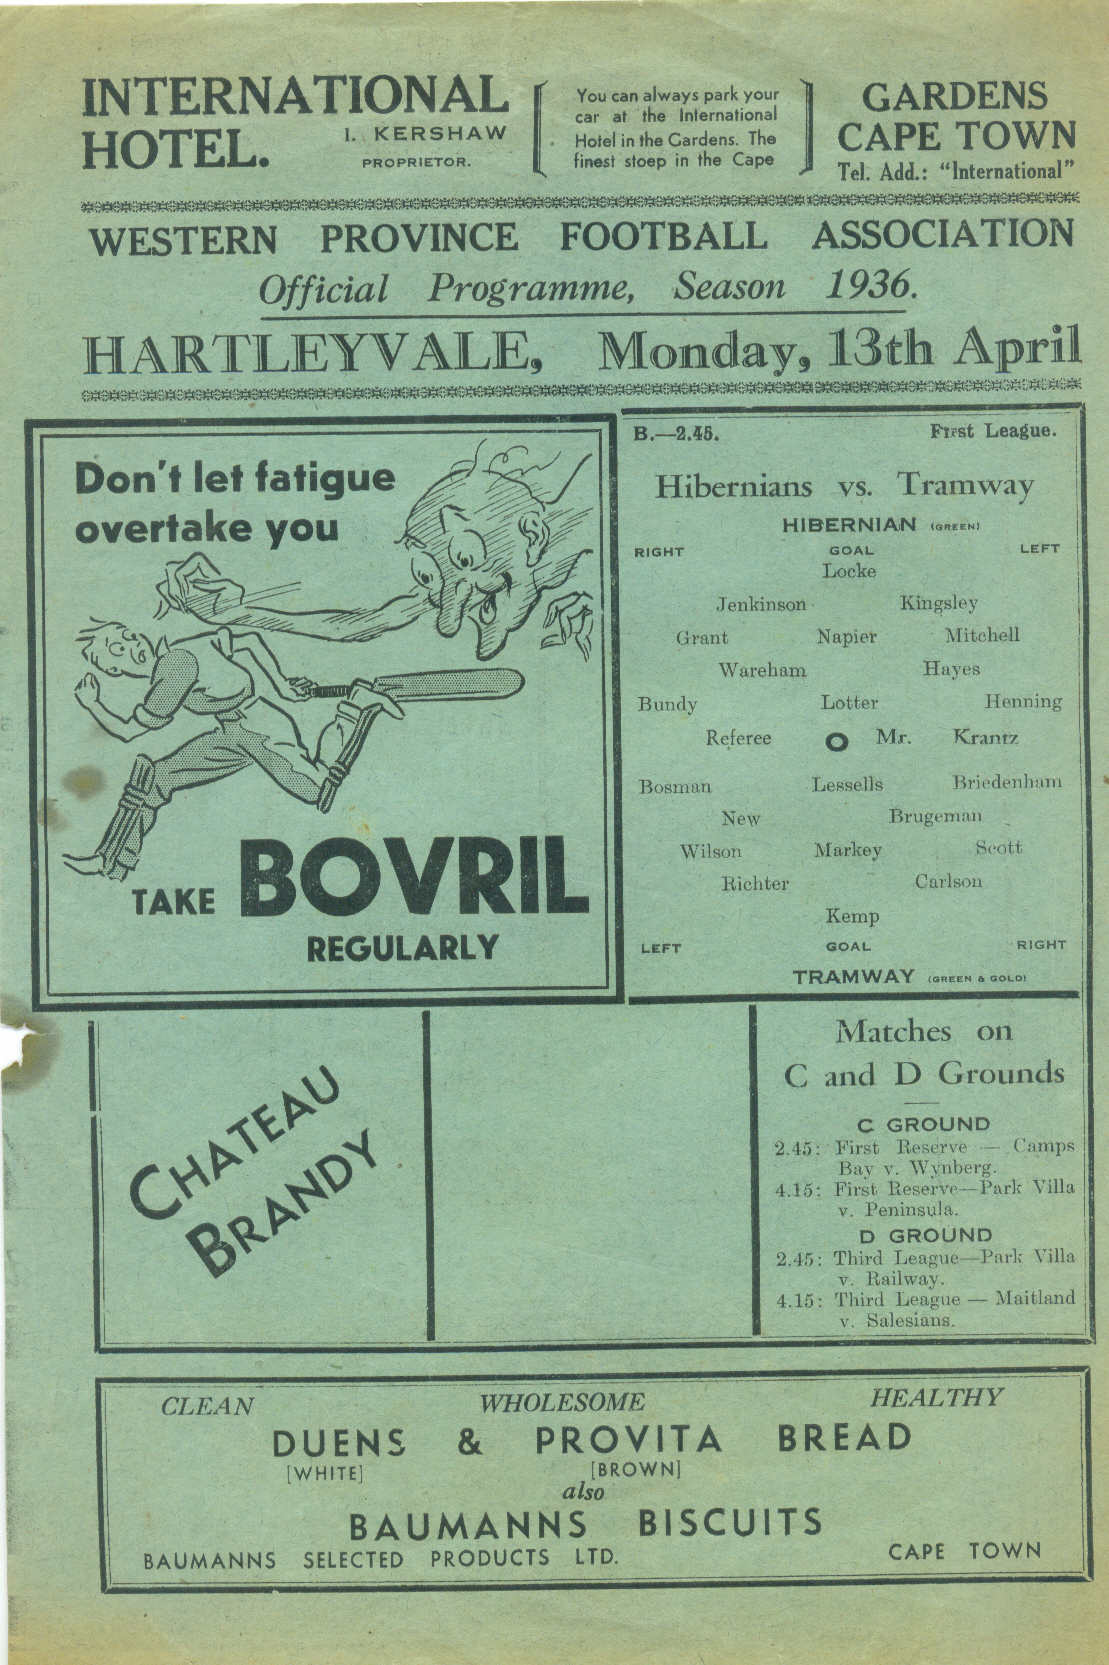 INTERNATIONAL
HOTEL.
I. KERSHAW
PROPRIETOR.
You can always park your
car at the International
Hotel in the Gardens. The
finest stoep in the Cape
GARDENS
CAPE TOWN
Tel. Add.: "International"
WESTERN PROVINCE FOOTBALL ASSOCIATION
Official Programme, Season 1936.
HARTLEYVALE, Monday, 13th April
Don't let fatigue
overtake you
TAKE BOVRIL
REGULARLY
B.—2.45. First League.
Hibernians vs. Tramway
HIBERNIAN (GREEN)
RIGHT GOAL LEFT
Locke
Jenkinson Kingsley
Grant Napier Mitchell
Wareham Hayes
Bundy Lotter Henning
Referee O Mr. Krantz
Bosman Lessells Briedenham
New Brugeman
Wilson Markey Scott
Richter Carlson
Kemp
LEFT GOAL RIGHT
TRAMWAY (GREEN & GOLD)
CHATEAU
BRANDY
Matches on
C and D Grounds
C GROUND
2.45: First Reserve — Camps
Bay v. Wynberg.
4.15: First Reserve—Park Villa
v. Peninsula.
D GROUND
2.45: Third League—Park Villa
v. Railway.
4.15: Third League — Maitland
v. Salesians.
CLEAN WHOLESOME HEALTHY
DUENS & PROVITA BREAD
[WHITE] [BROWN]
also
BAUMANNS BISCUITS
BAUMANNS SELECTED PRODUCTS LTD. CAPE TOWN